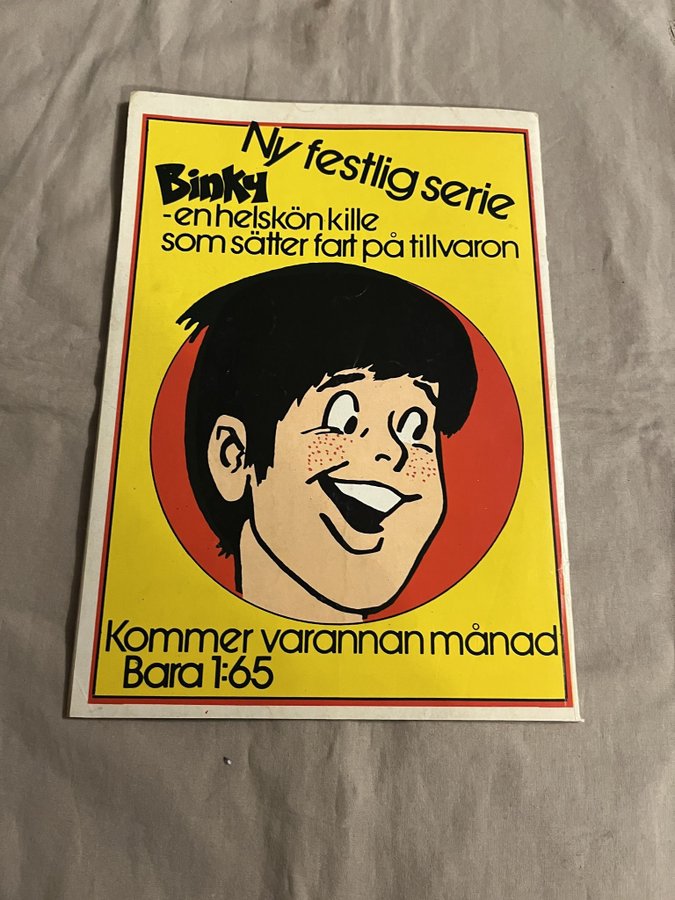 Ny festlig serie
Binky
-en helskön kille
som sätter fart på tillvaron
Kommer varannan månad
Bara 1:65